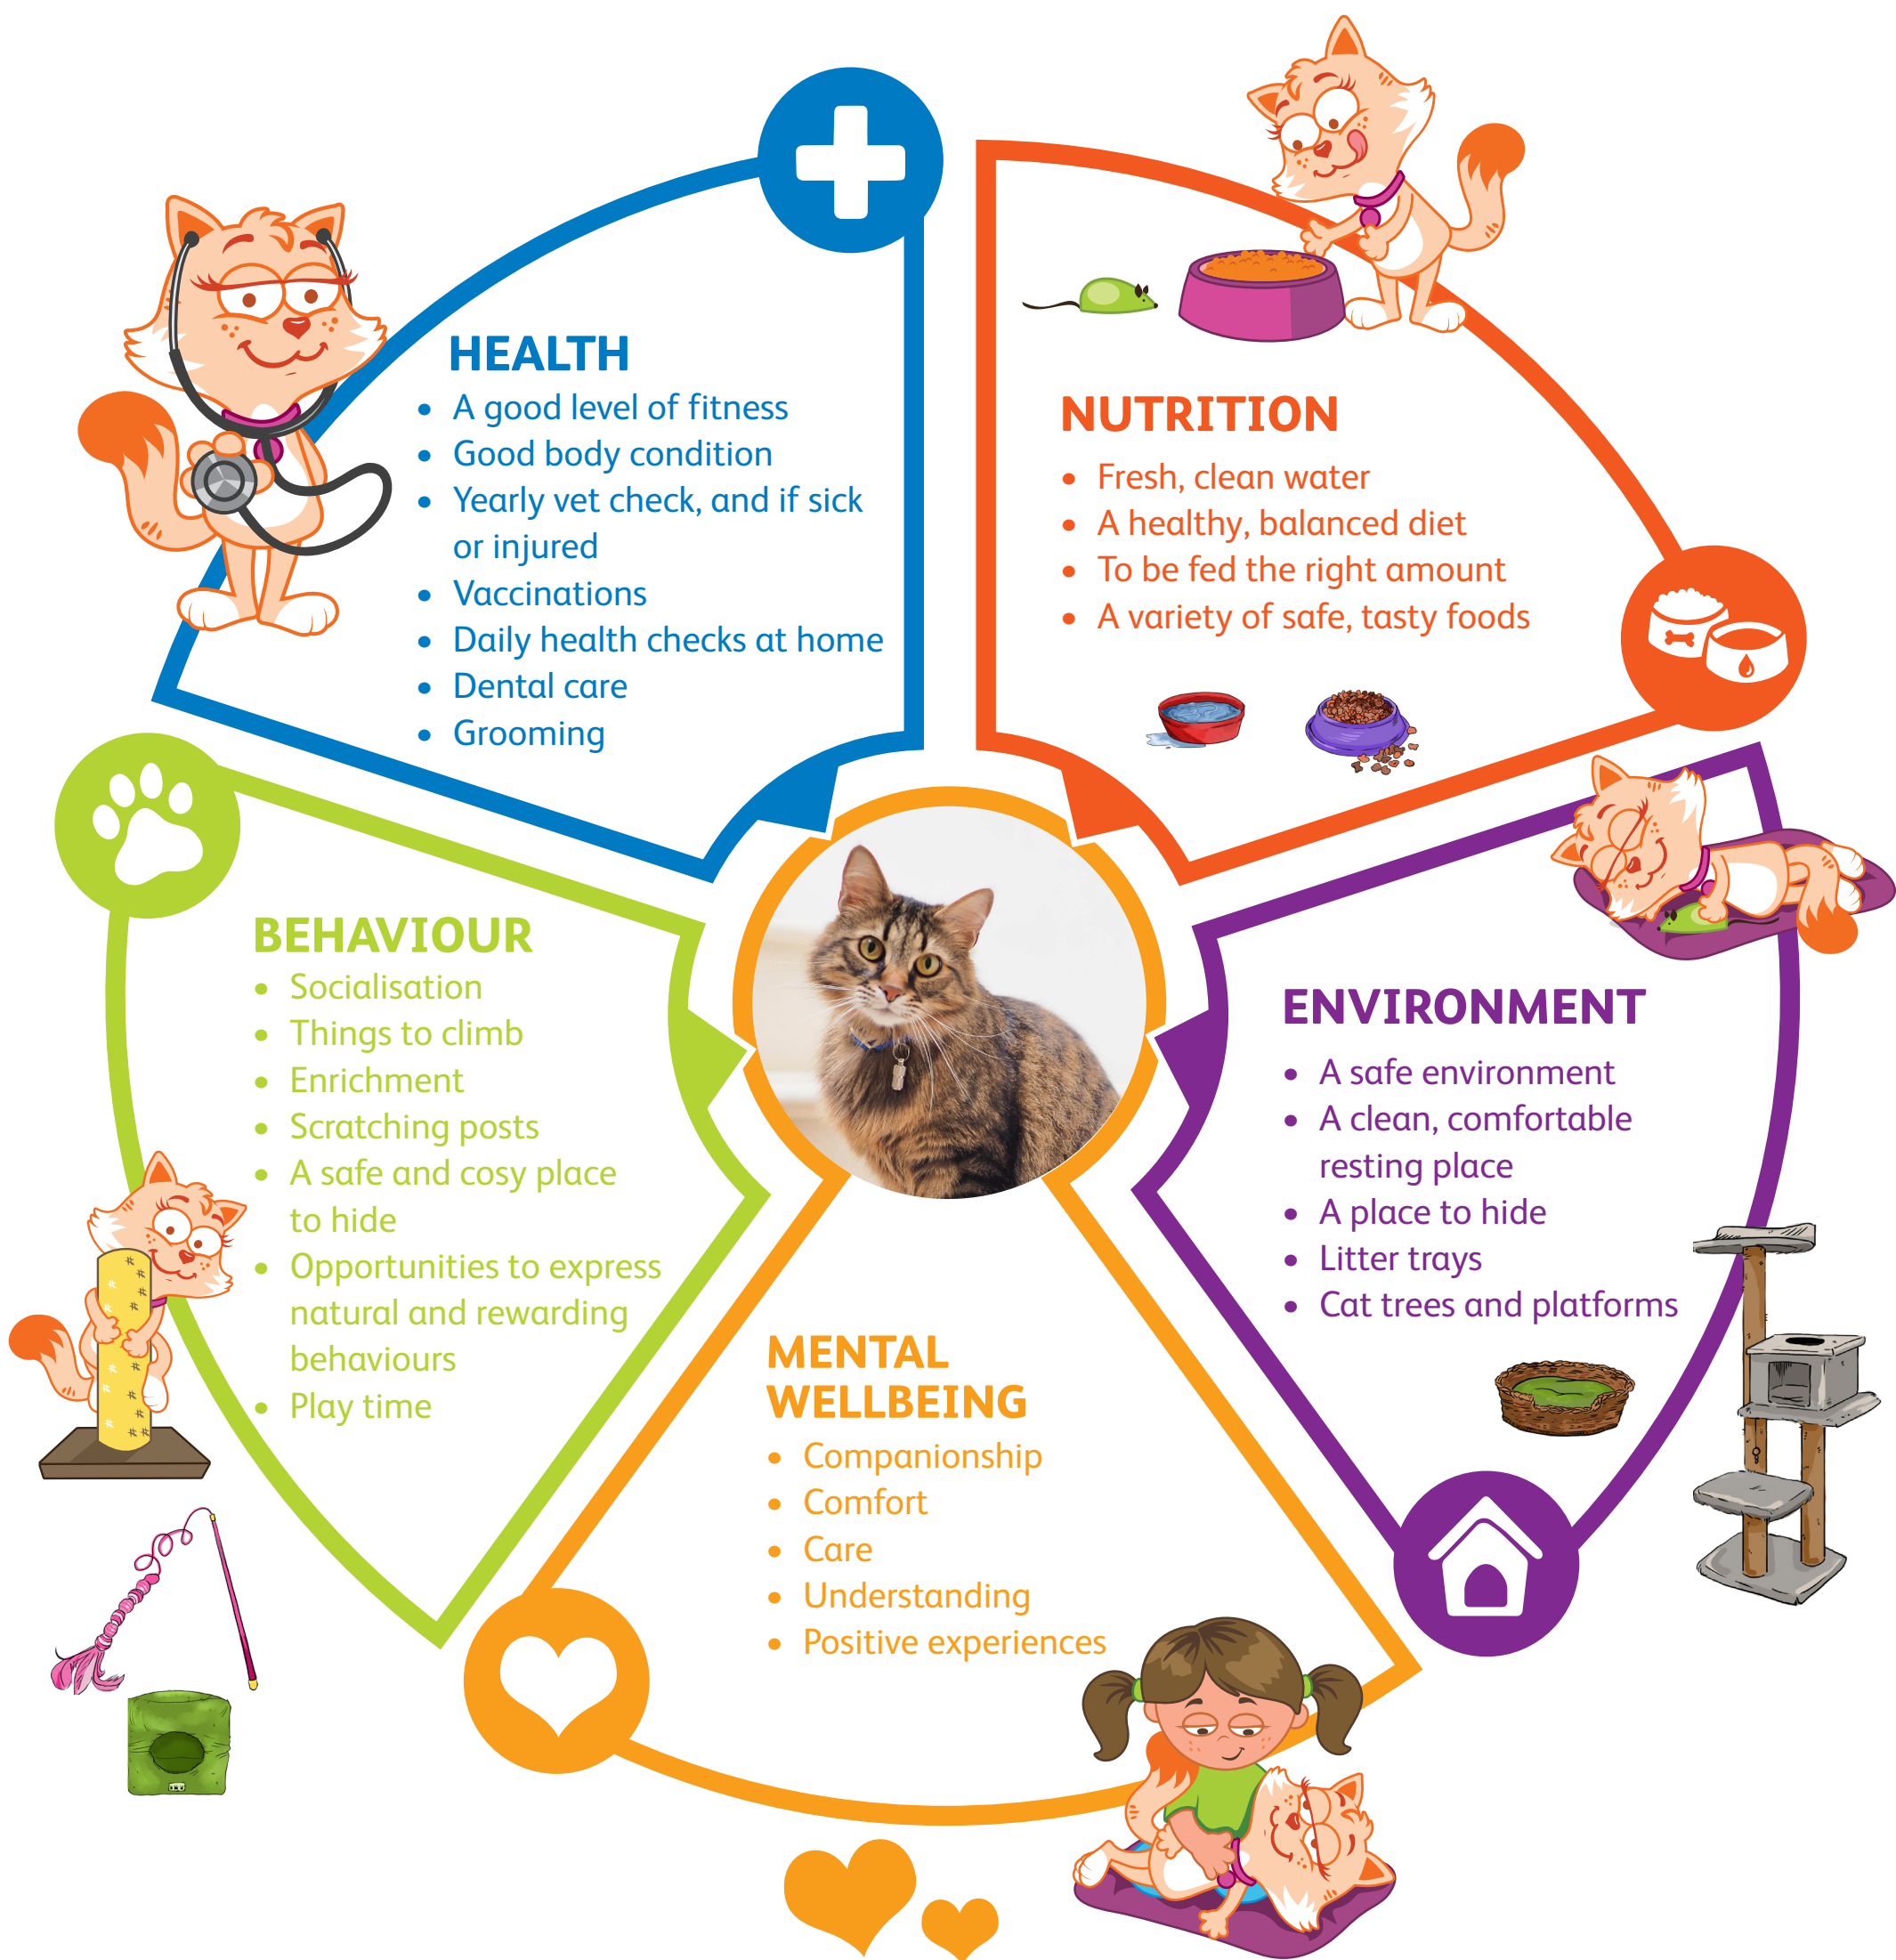 HEALTH
• A good level of fitness
• Good body condition
• Yearly vet check, and if sick
or injured
• Vaccinations
• Daily health checks at home
• Dental care
• Grooming
NUTRITION
• Fresh, clean water
• A healthy, balanced diet
• To be fed the right amount
• A variety of safe, tasty foods
BEHAVIOUR
• Socialisation
• Things to climb
• Enrichment
• Scratching posts
• A safe and cosy place
to hide
• Opportunities to express
natural and rewarding
behaviours
• Play time
ENVIRONMENT
• A safe environment
• A clean, comfortable
resting place
• A place to hide
• Litter trays
• Cat trees and platforms
MENTAL
WELLBEING
• Companionship
• Comfort
• Care
• Understanding
• Positive experiences